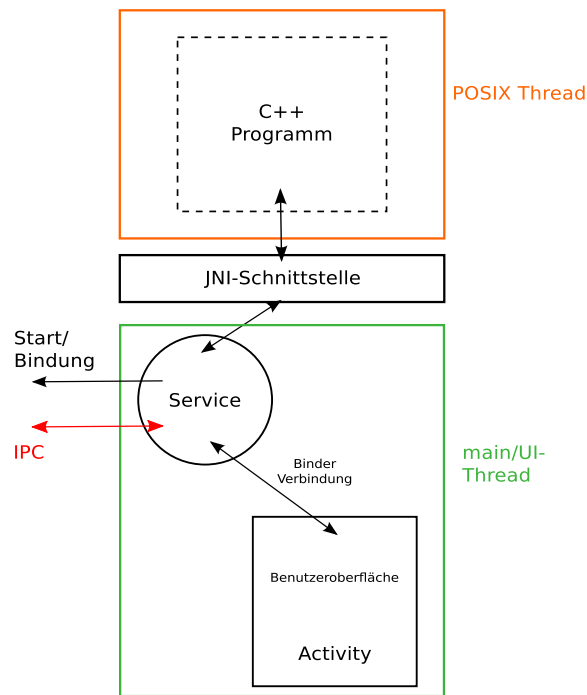 C++
Programm
POSIX Thread
JNI-Schnittstelle
Start/
Bindung
Service
IPC
Binder
Verbindung
main/UI-
Thread
Benutzeroberfläche
Activity